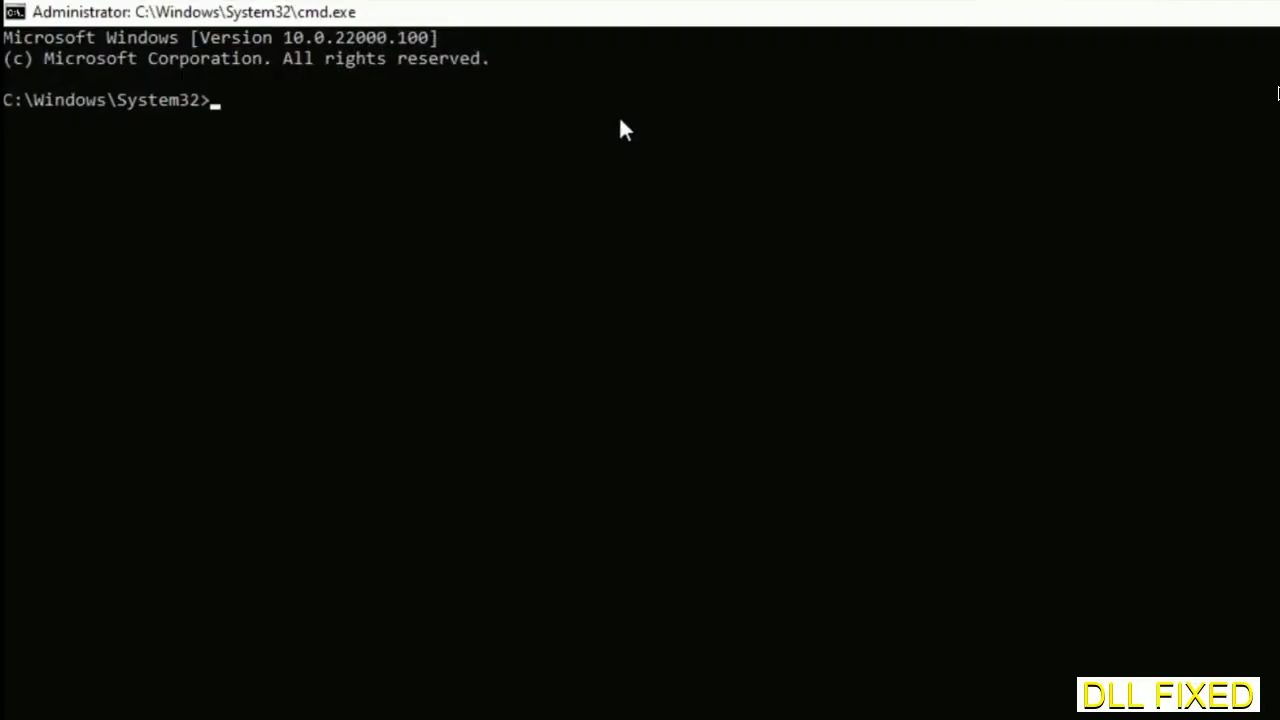 Administrator: C:\Windows\System32\cmd.exe
Microsoft Windows [Version 10.0.22000.100]
(c) Microsoft Corporation. All rights reserved.
C:\Windows\System32>
DLL FIXED